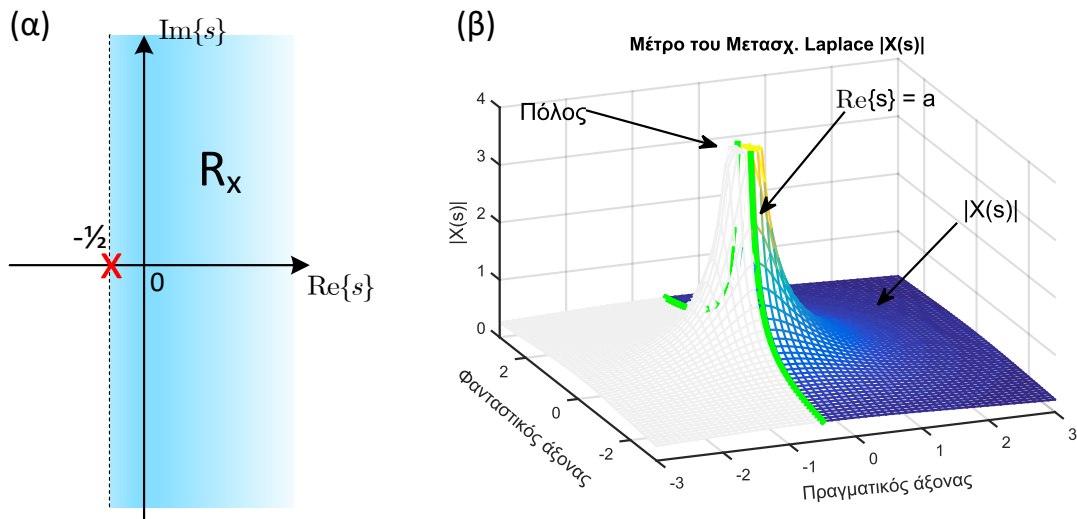 (α)
Im{s}
R_x
-½
0
Re{s}
(β)
Μέτρο του Μετασχ. Laplace |X(s)|
Πόλος
Re{s} = a
|X(s)|
|X(s)|
4
3
2
1
0
2
0
-2
Φανταστικός άξονας
-3
-2
-1
0
1
2
3
Πραγματικός άξονας